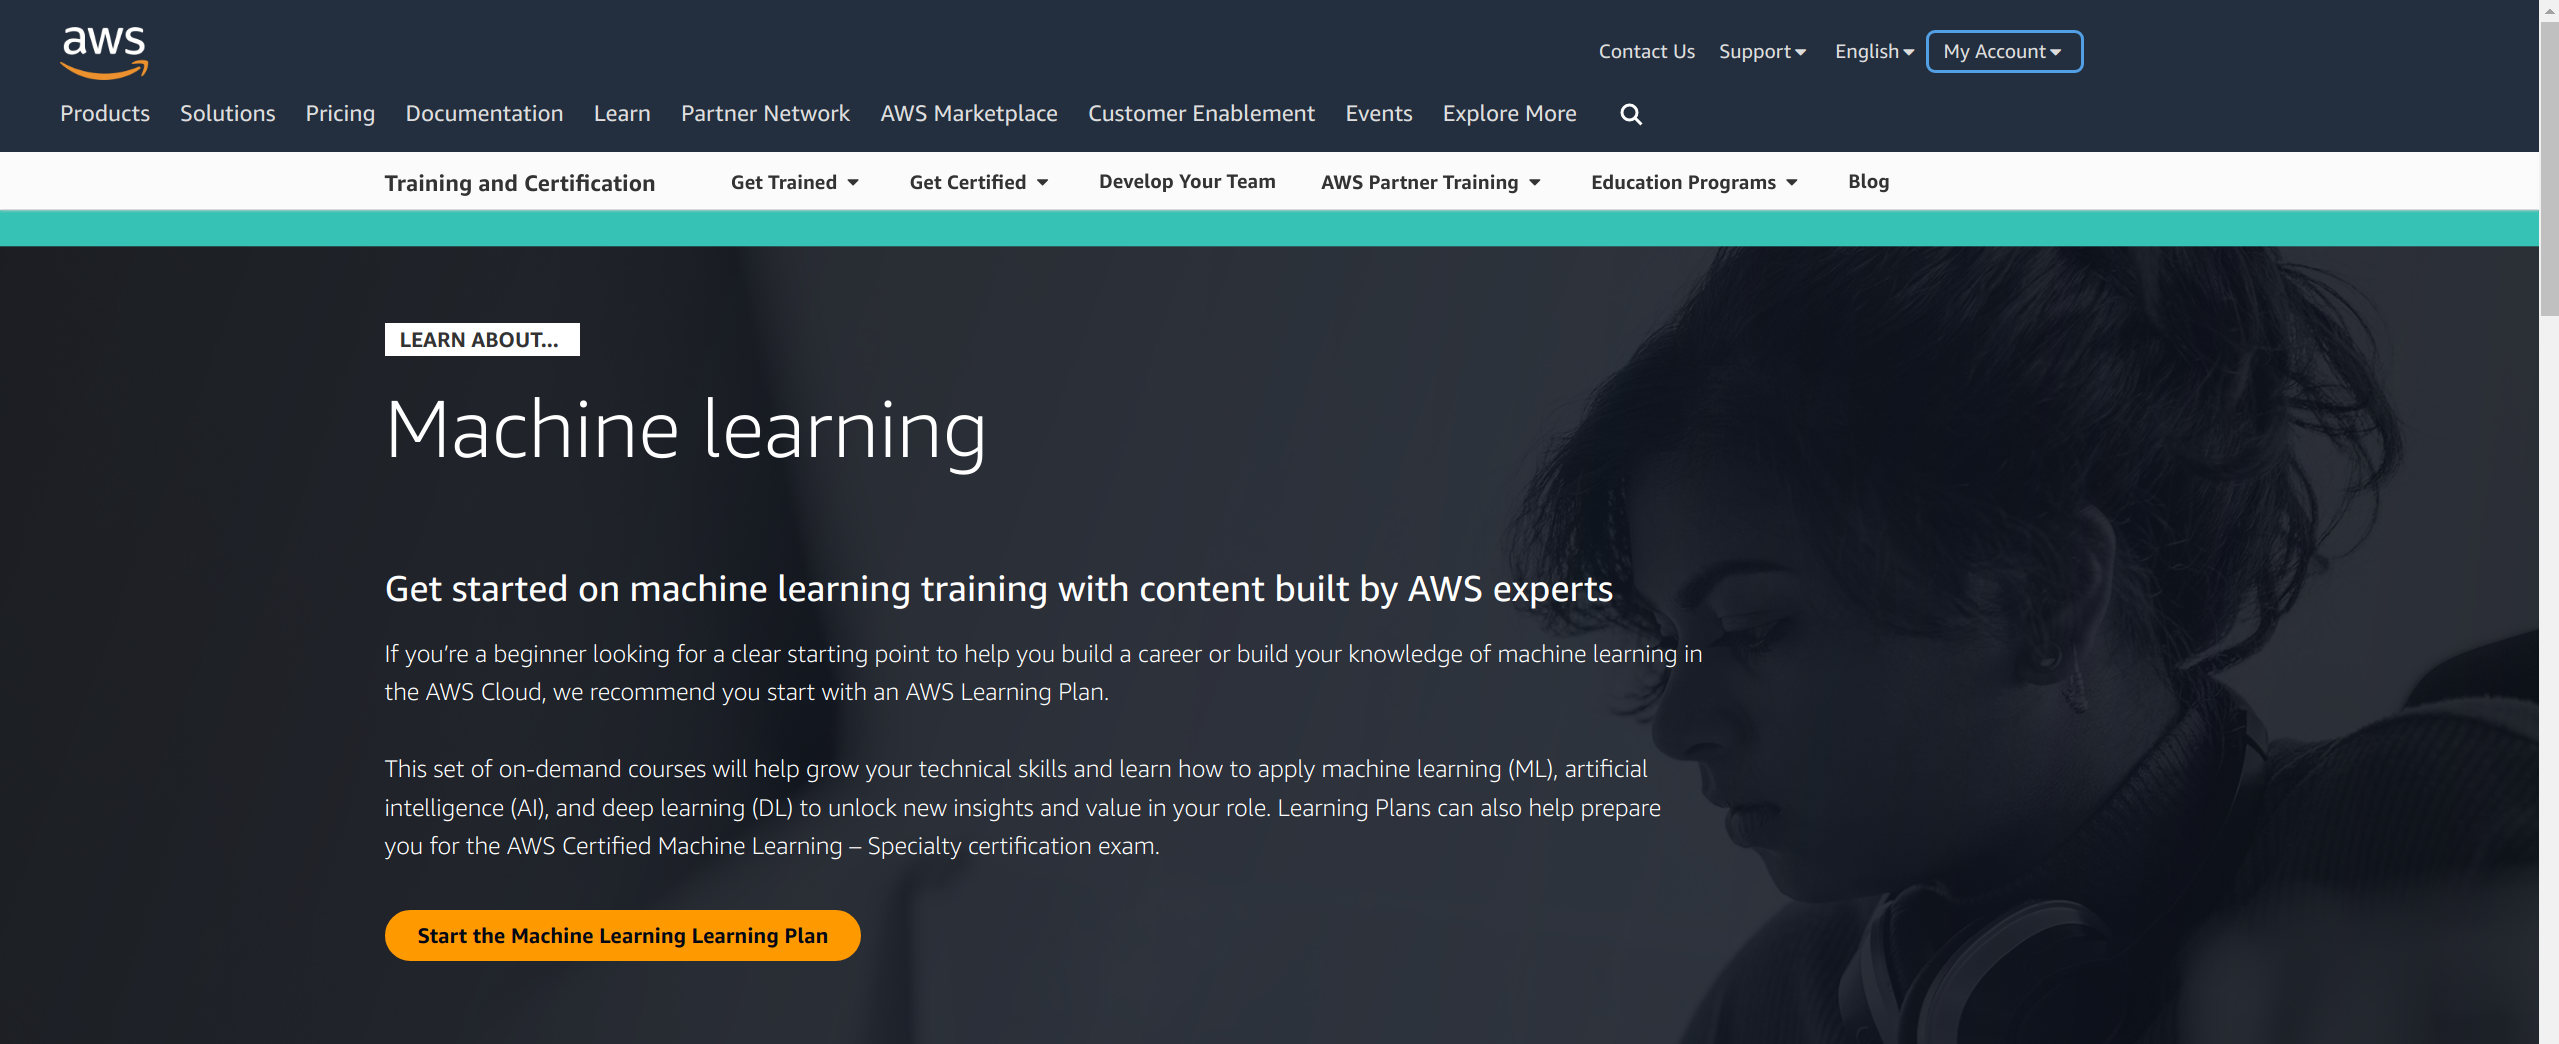 aws
Contact Us Support English My Account
Products Solutions Pricing Documentation Learn Partner Network AWS Marketplace Customer Enablement Events Explore More
Training and Certification Get Trained Get Certified Develop Your Team AWS Partner Training Education Programs Blog
LEARN ABOUT...
Machine learning
Get started on machine learning training with content built by AWS experts
If you’re a beginner looking for a clear starting point to help you build a career or build your knowledge of machine learning in
the AWS Cloud, we recommend you start with an AWS Learning Plan.
This set of on-demand courses will help grow your technical skills and learn how to apply machine learning (ML), artificial
intelligence (AI), and deep learning (DL) to unlock new insights and value in your role. Learning Plans can also help prepare
you for the AWS Certified Machine Learning – Specialty certification exam.
Start the Machine Learning Learning Plan